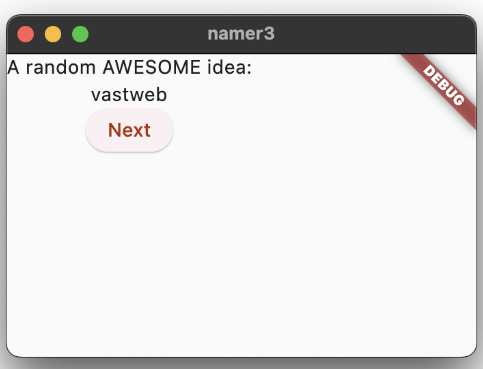 namer3
A random AWESOME idea:
DEBUG
vastweb
Next